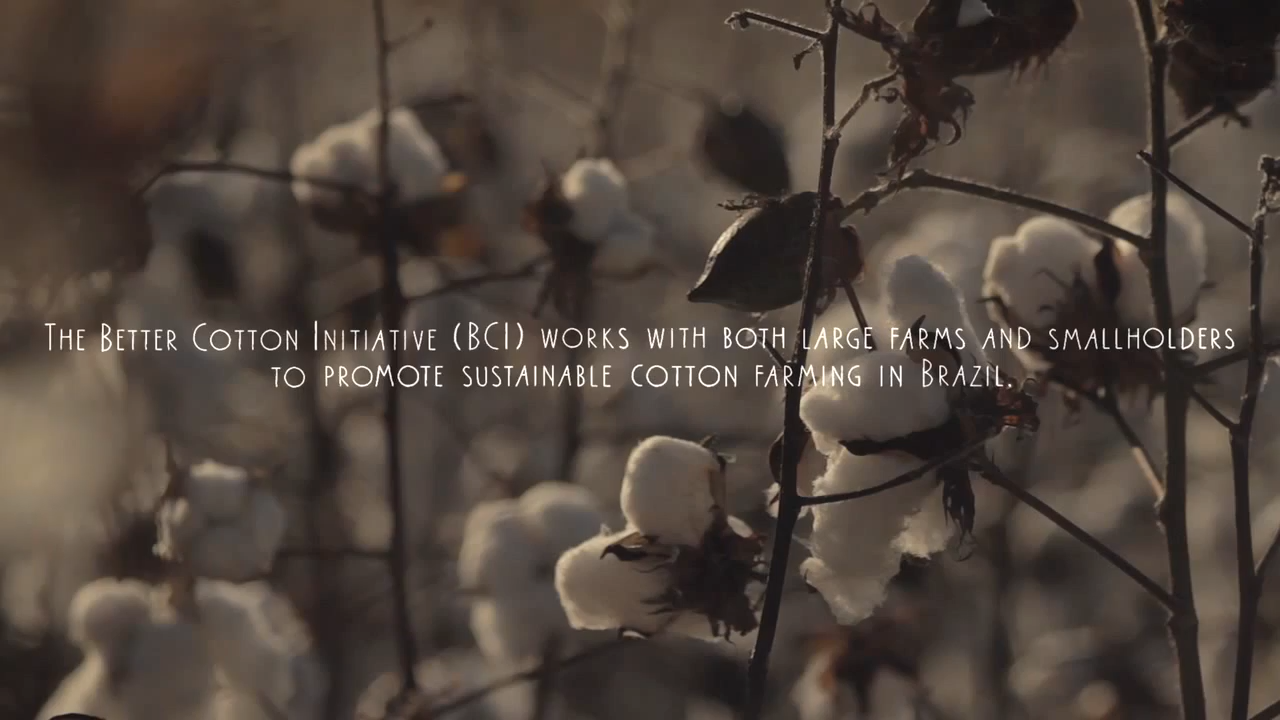 The Better Cotton Initiative (BCI) works with both large farms and smallholders
to promote sustainable cotton farming in Brazil.